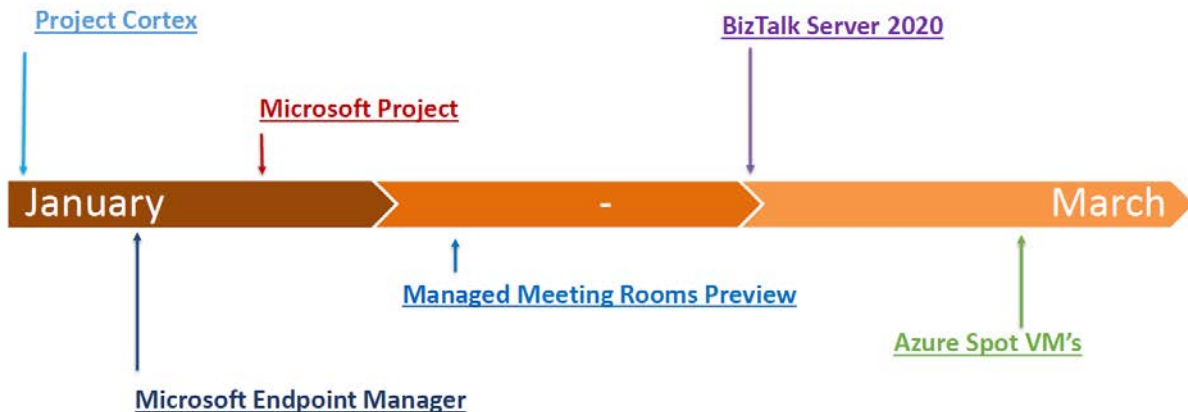 Project Cortex
BizTalk Server 2020
Microsoft Project
January
-
March
Managed Meeting Rooms Preview
Azure Spot VM's
Microsoft Endpoint Manager